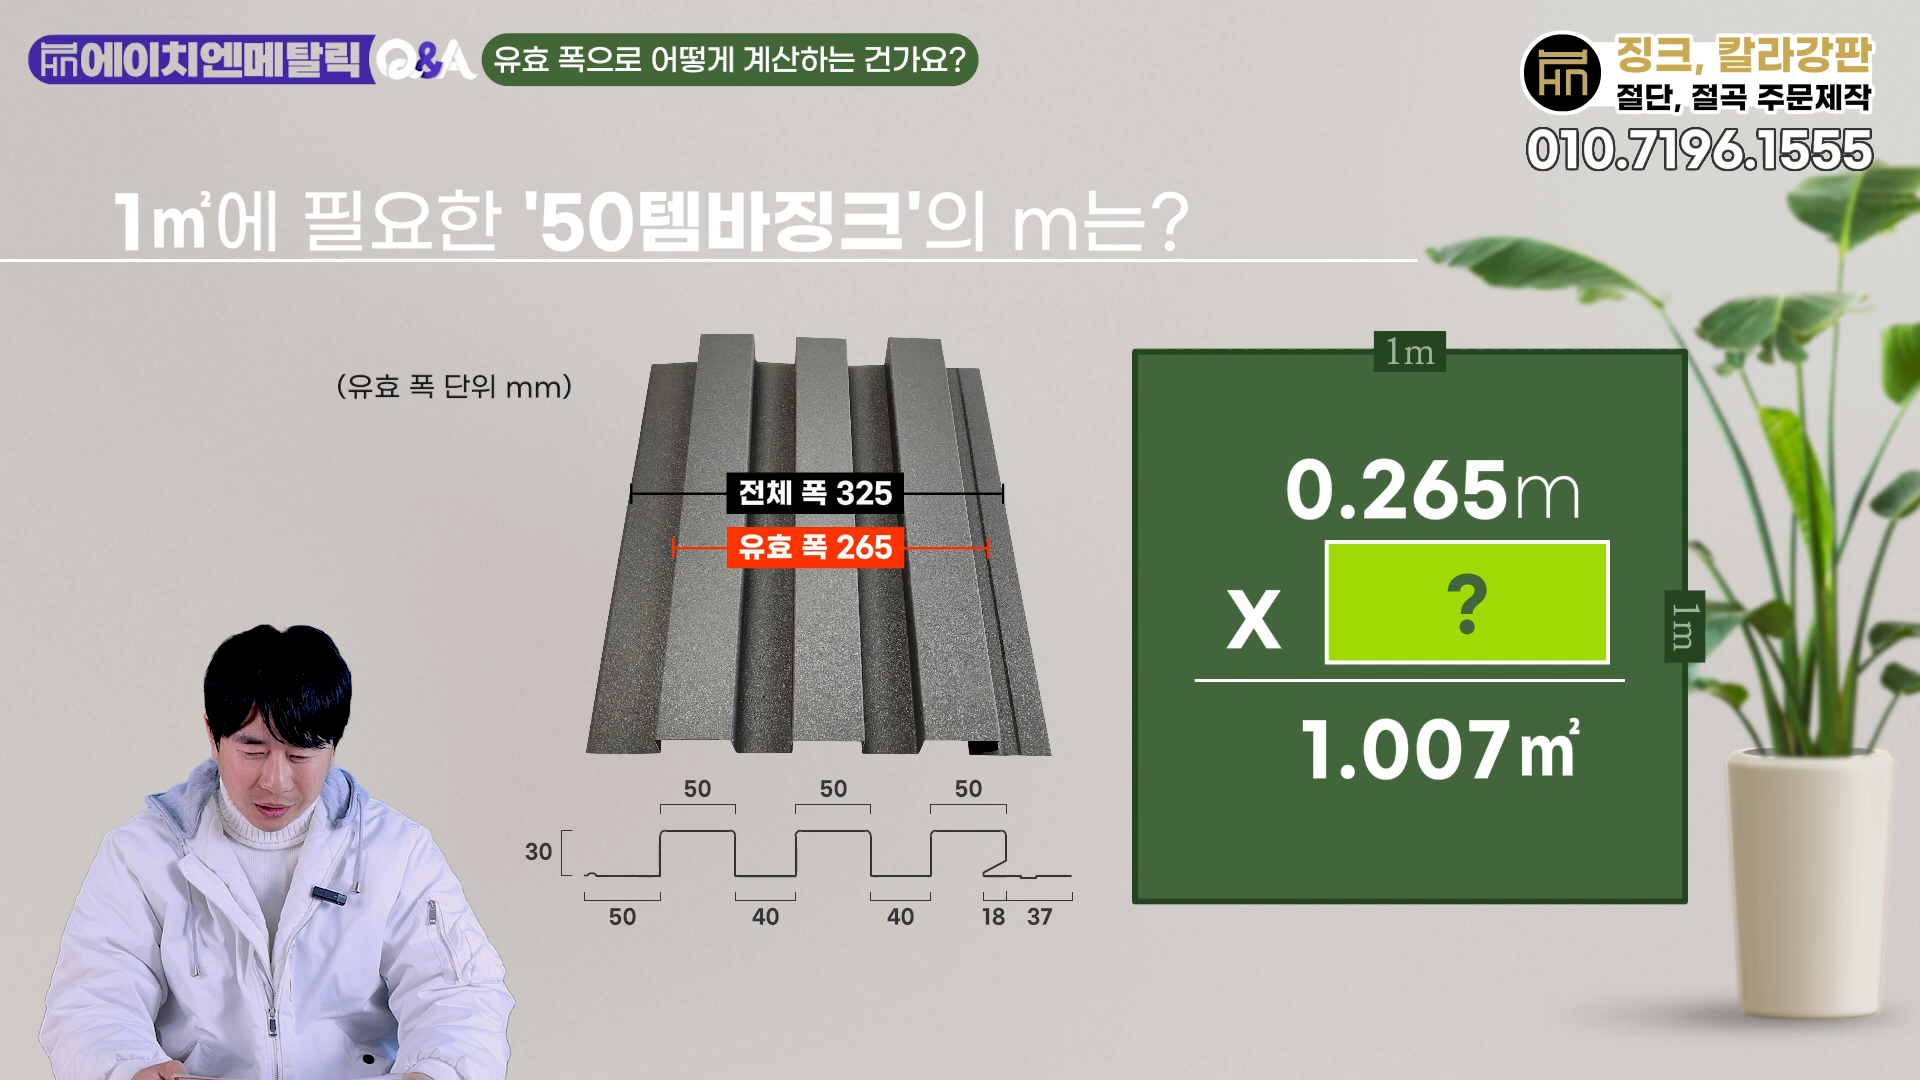 에이치엔메탈릭 Q&A 유효 폭으로 어떻게 계산하는 건가요?
징크, 칼라강판
절단, 절곡 주문제작
010.7196.1555
1㎡에 필요한 '50템바징크'의 m는?
(유효 폭 단위 mm)
전체 폭 325
유효 폭 265
50 50 50
30
50 40 40 18 37
1m
0.265m
X ?
1m
1.007㎡